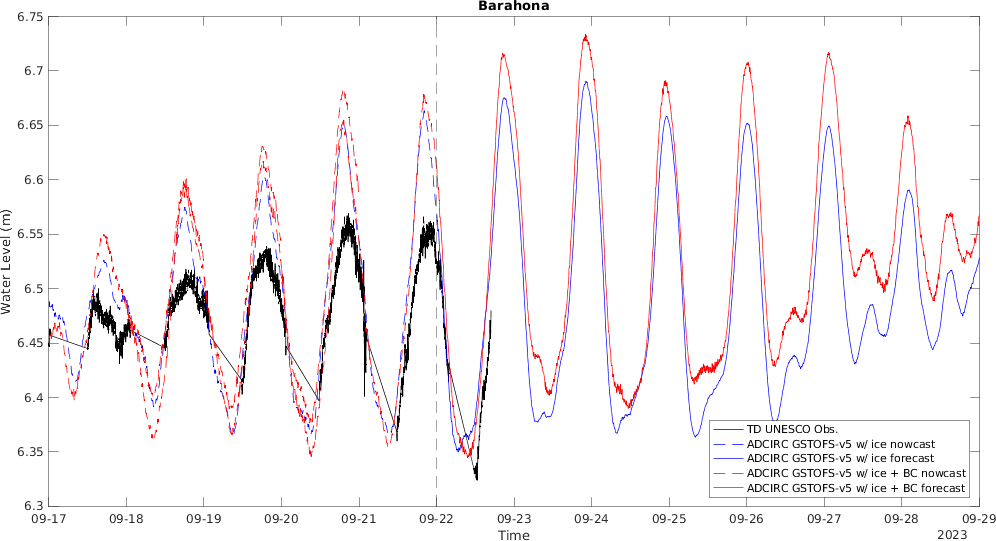 Barahona
6.75
6.7
6.65
6.6
6.55
6.5
6.45
6.4
6.35
6.3
Water Level (m)
TD UNESCO Obs.
ADCIRC GSTOFS-v5 w/ ice nowcast
ADCIRC GSTOFS-v5 w/ ice forecast
ADCIRC GSTOFS-v5 w/ ice + BC nowcast
ADCIRC GSTOFS-v5 w/ ice + BC forecast
09-17 09-18 09-19 09-20 09-21 09-22 09-23 09-24 09-25 09-26 09-27 09-28 09-29
Time 2023